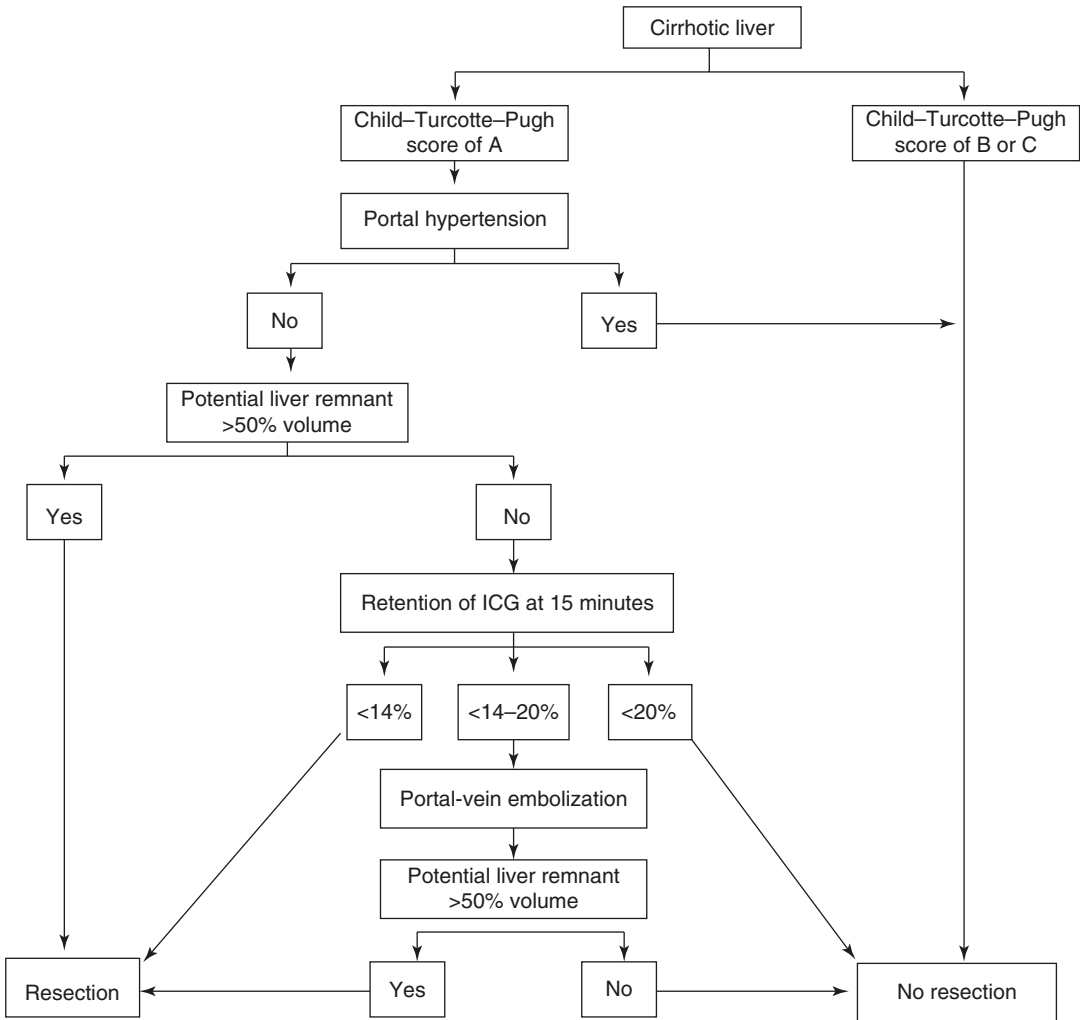 Cirrhotic liver
Child–Turcotte–Pugh
score of A
Child–Turcotte–Pugh
score of B or C
Portal hypertension
No
Yes
Potential liver remnant
>50% volume
Yes
No
Retention of ICG at 15 minutes
<14%
<14–20%
<20%
Portal-vein embolization
Potential liver remnant
>50% volume
Resection
Yes
No
No resection